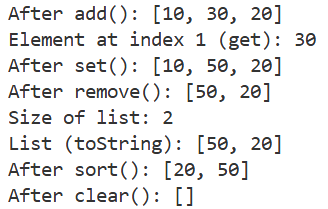 After add(): [10, 30, 20]
Element at index 1 (get): 30
After set(): [10, 50, 20]
After remove(): [50, 20]
Size of list: 2
List (toString): [50, 20]
After sort(): [20, 50]
After clear(): []